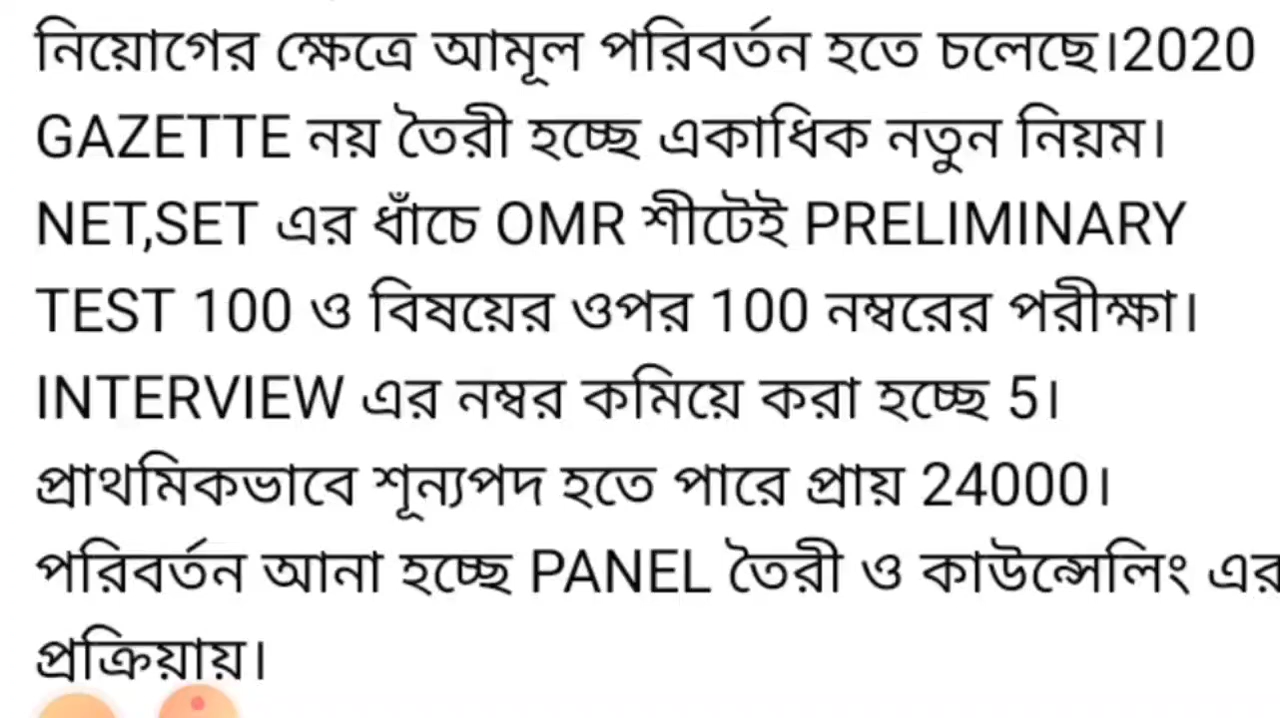 নিয়োগের ক্ষেত্রে আমূল পরিবর্তন হতে চলেছে।2020
GAZETTE নয় তৈরী হচ্ছে একাধিক নতুন নিয়ম।
NET,SET এর ধাঁচে OMR শীটেই PRELIMINARY
TEST 100 ও বিষয়ের ওপর 100 নম্বরের পরীক্ষা।
INTERVIEW এর নম্বর কমিয়ে করা হচ্ছে 5।
প্রাথমিকভাবে শূন্যপদ হতে পারে প্রায় 24000।
পরিবর্তন আনা হচ্ছে PANEL তৈরী ও কাউন্সেলিং এর
প্রক্রিয়ায়।